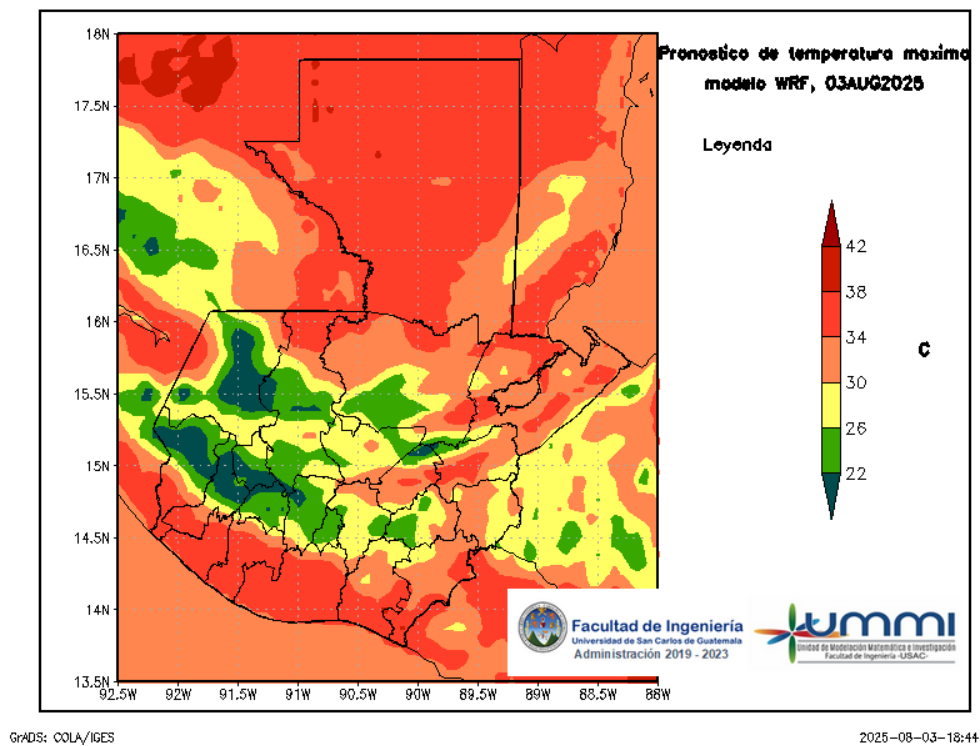 Pronostico de temperatura maxima
modelo WRF, 03AUG2025
Leyenda
18N
17.5N
17N
16.5N
16N
15.5N
15N
14.5N
14N
13.5N
92.5W
92W
91.5W
91W
90.5W
90W
89.5W
89W
88.5W
88W
42
38
34
30
26
22
C
Facultad de Ingeniería
Universidad de San Carlos de Guatemala
Administración 2019 - 2023
ummi
Unidad de Modelación Matemática e Investigación
Facultad de Ingeniería -USAC-
GrADS: COLA/IGES
2025-08-03-18:44